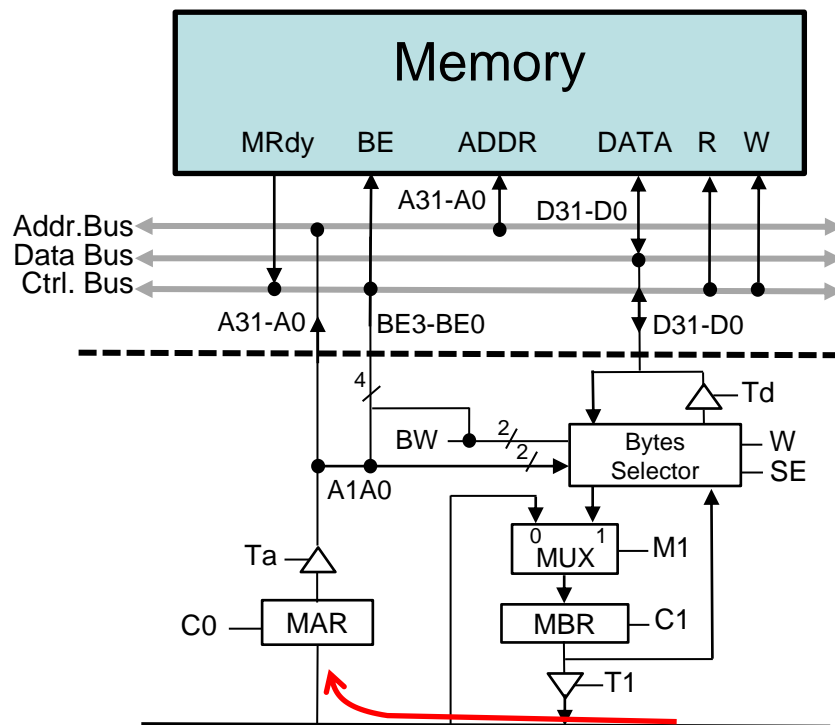 Memory
MRdy BE ADDR DATA R W
A31-A0 D31-D0
Addr.Bus
Data Bus
Ctrl. Bus
A31-A0 BE3-BE0 D31-D0
4
Td
BW 2 Bytes W
2 Selector SE
A1A0
0 1
Ta MUX M1
C0 MAR MBR C1
T1